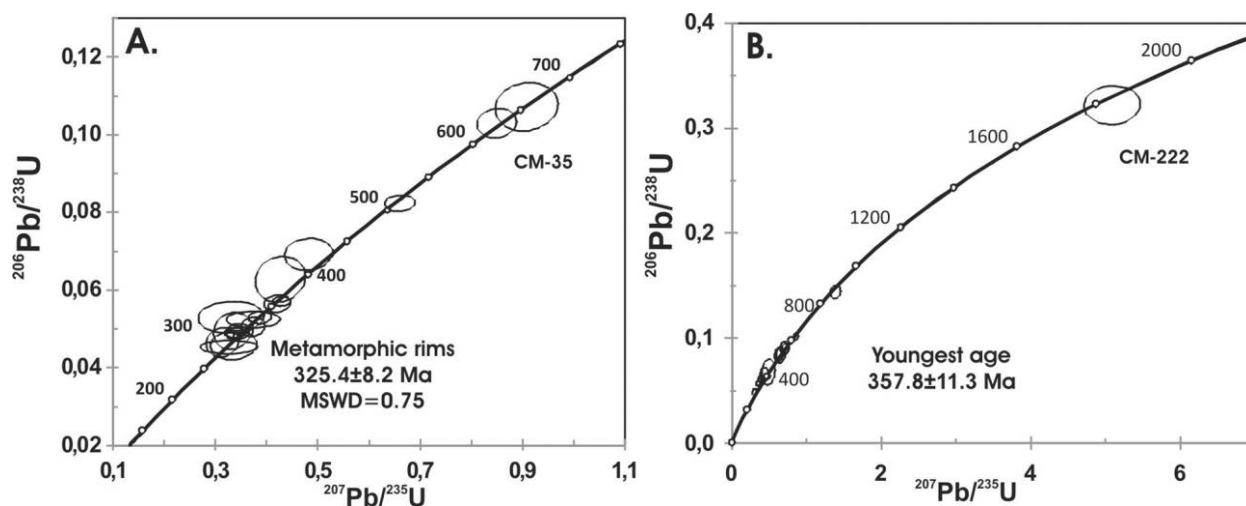 A.
0,12
0,10
0,08
0,06
0,04
0,02
²⁰⁶Pb/²³⁸U
700
600
CM-35
500
400
300
200
Metamorphic rims
325.4±8.2 Ma
MSWD=0.75
0,1 0,3 0,5 0,7 0,9 1,1
²⁰⁷Pb/²³⁵U
B.
0,4
0,3
0,2
0,1
0,0
²⁰⁶Pb/²³⁸U
2000
1600
CM-222
1200
800
400
Youngest age
357.8±11.3 Ma
0 2 4 6
²⁰⁷Pb/²³⁵U